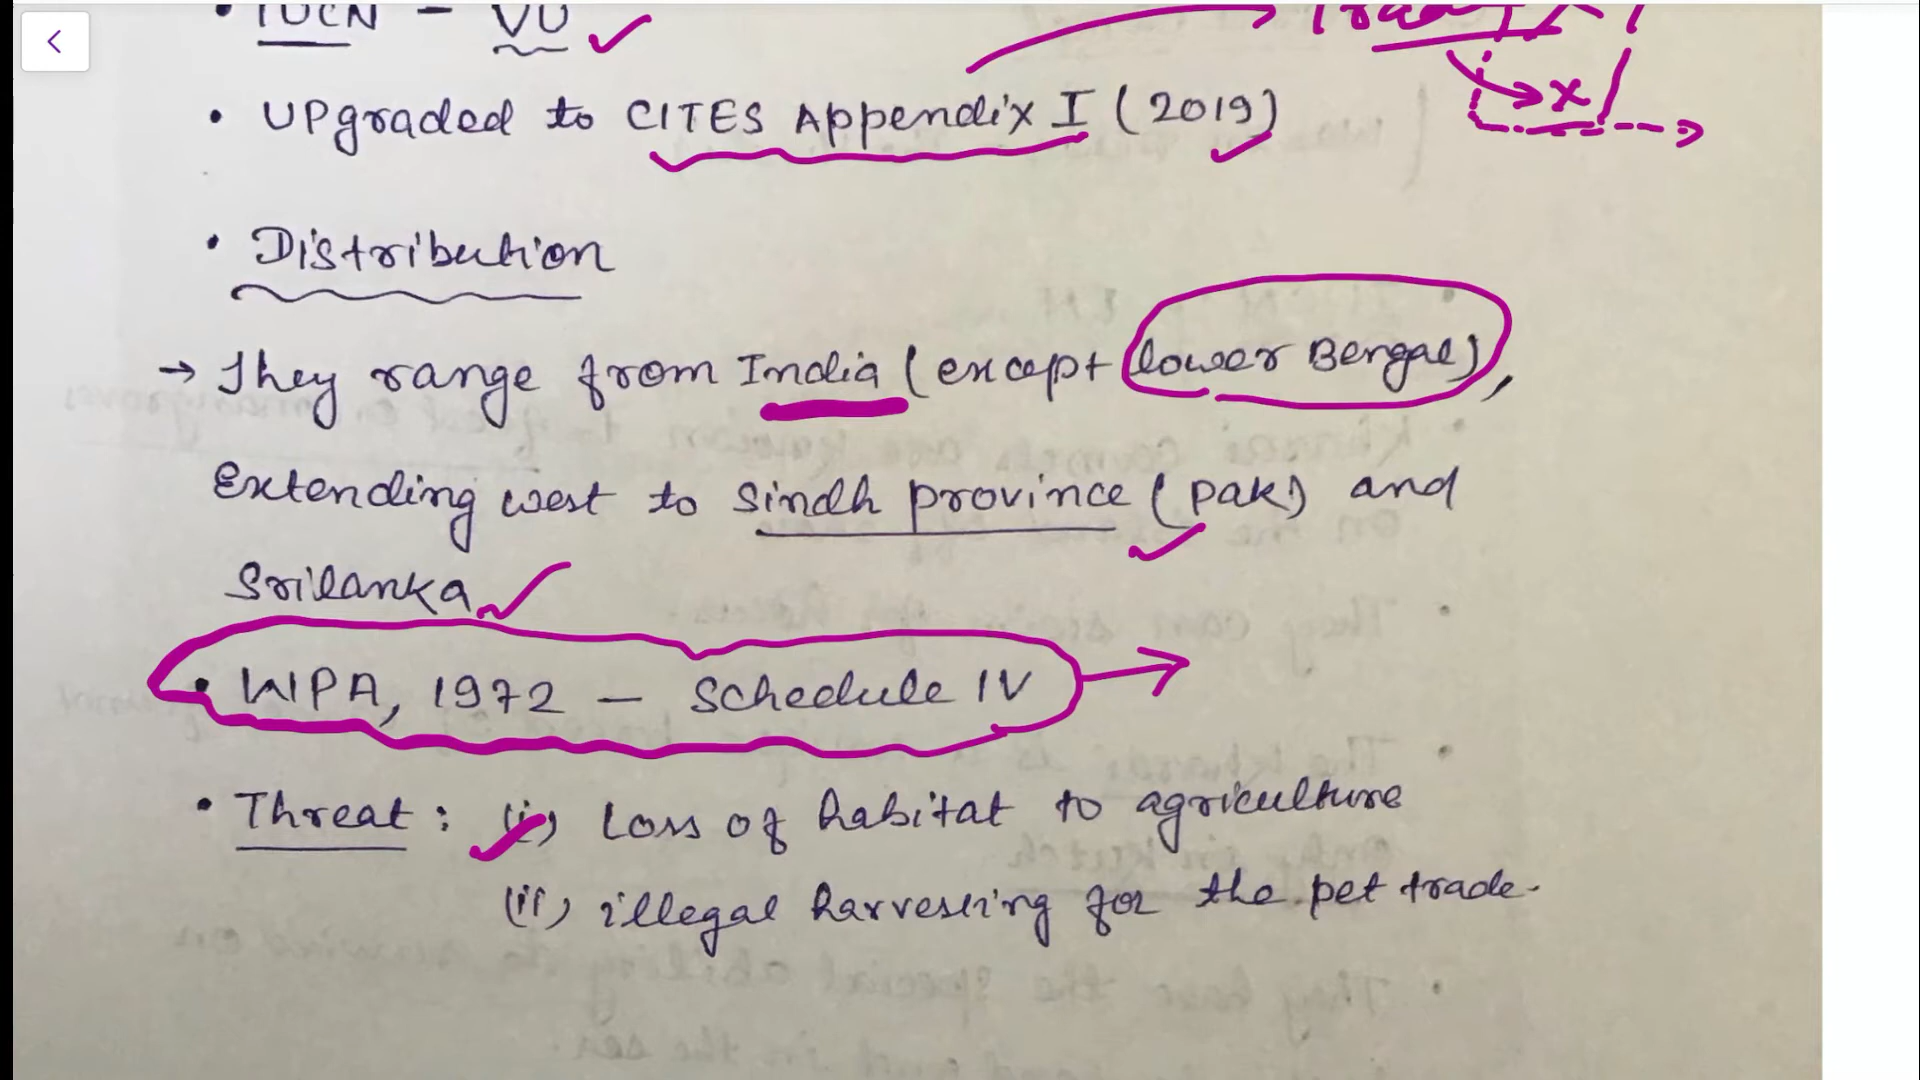 • IUCN – VU
• Upgraded to CITES Appendix I (2019)
• Distribution
→ They range from India (except lower Bengal),
Extending west to Sindh province (Pak) and
Srilanka
• WPA, 1972 – Schedule IV
• Threat: (i) Loss of habitat to agriculture
(ii) illegal harvesting for the pet trade.